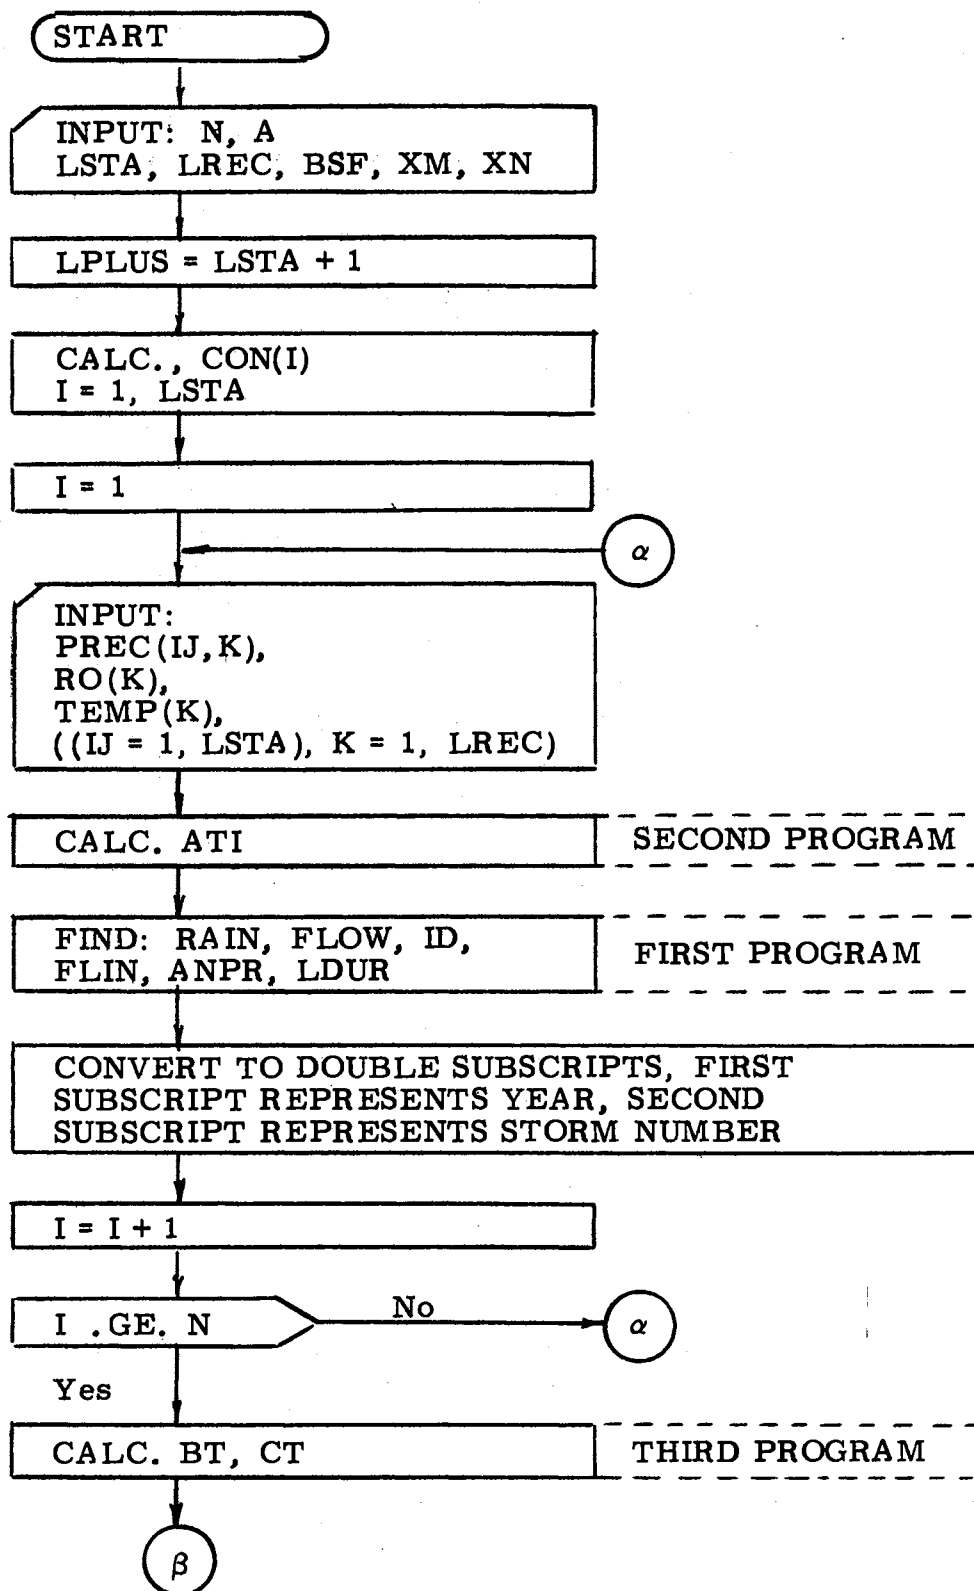 START
INPUT: N, A
LSTA, LREC, BSF, XM, XN
LPLUS = LSTA + 1
CALC., CON(I)
I = 1, LSTA
I = 1
α
INPUT:
PREC(IJ,K),
RO(K),
TEMP(K),
((IJ = 1, LSTA), K = 1, LREC)
CALC. ATI
SECOND PROGRAM
FIND: RAIN, FLOW, ID,
FLIN, ANPR, LDUR
FIRST PROGRAM
CONVERT TO DOUBLE SUBSCRIPTS, FIRST
SUBSCRIPT REPRESENTS YEAR, SECOND
SUBSCRIPT REPRESENTS STORM NUMBER
I = I + 1
I .GE. N
No
α
Yes
CALC. BT, CT
THIRD PROGRAM
β